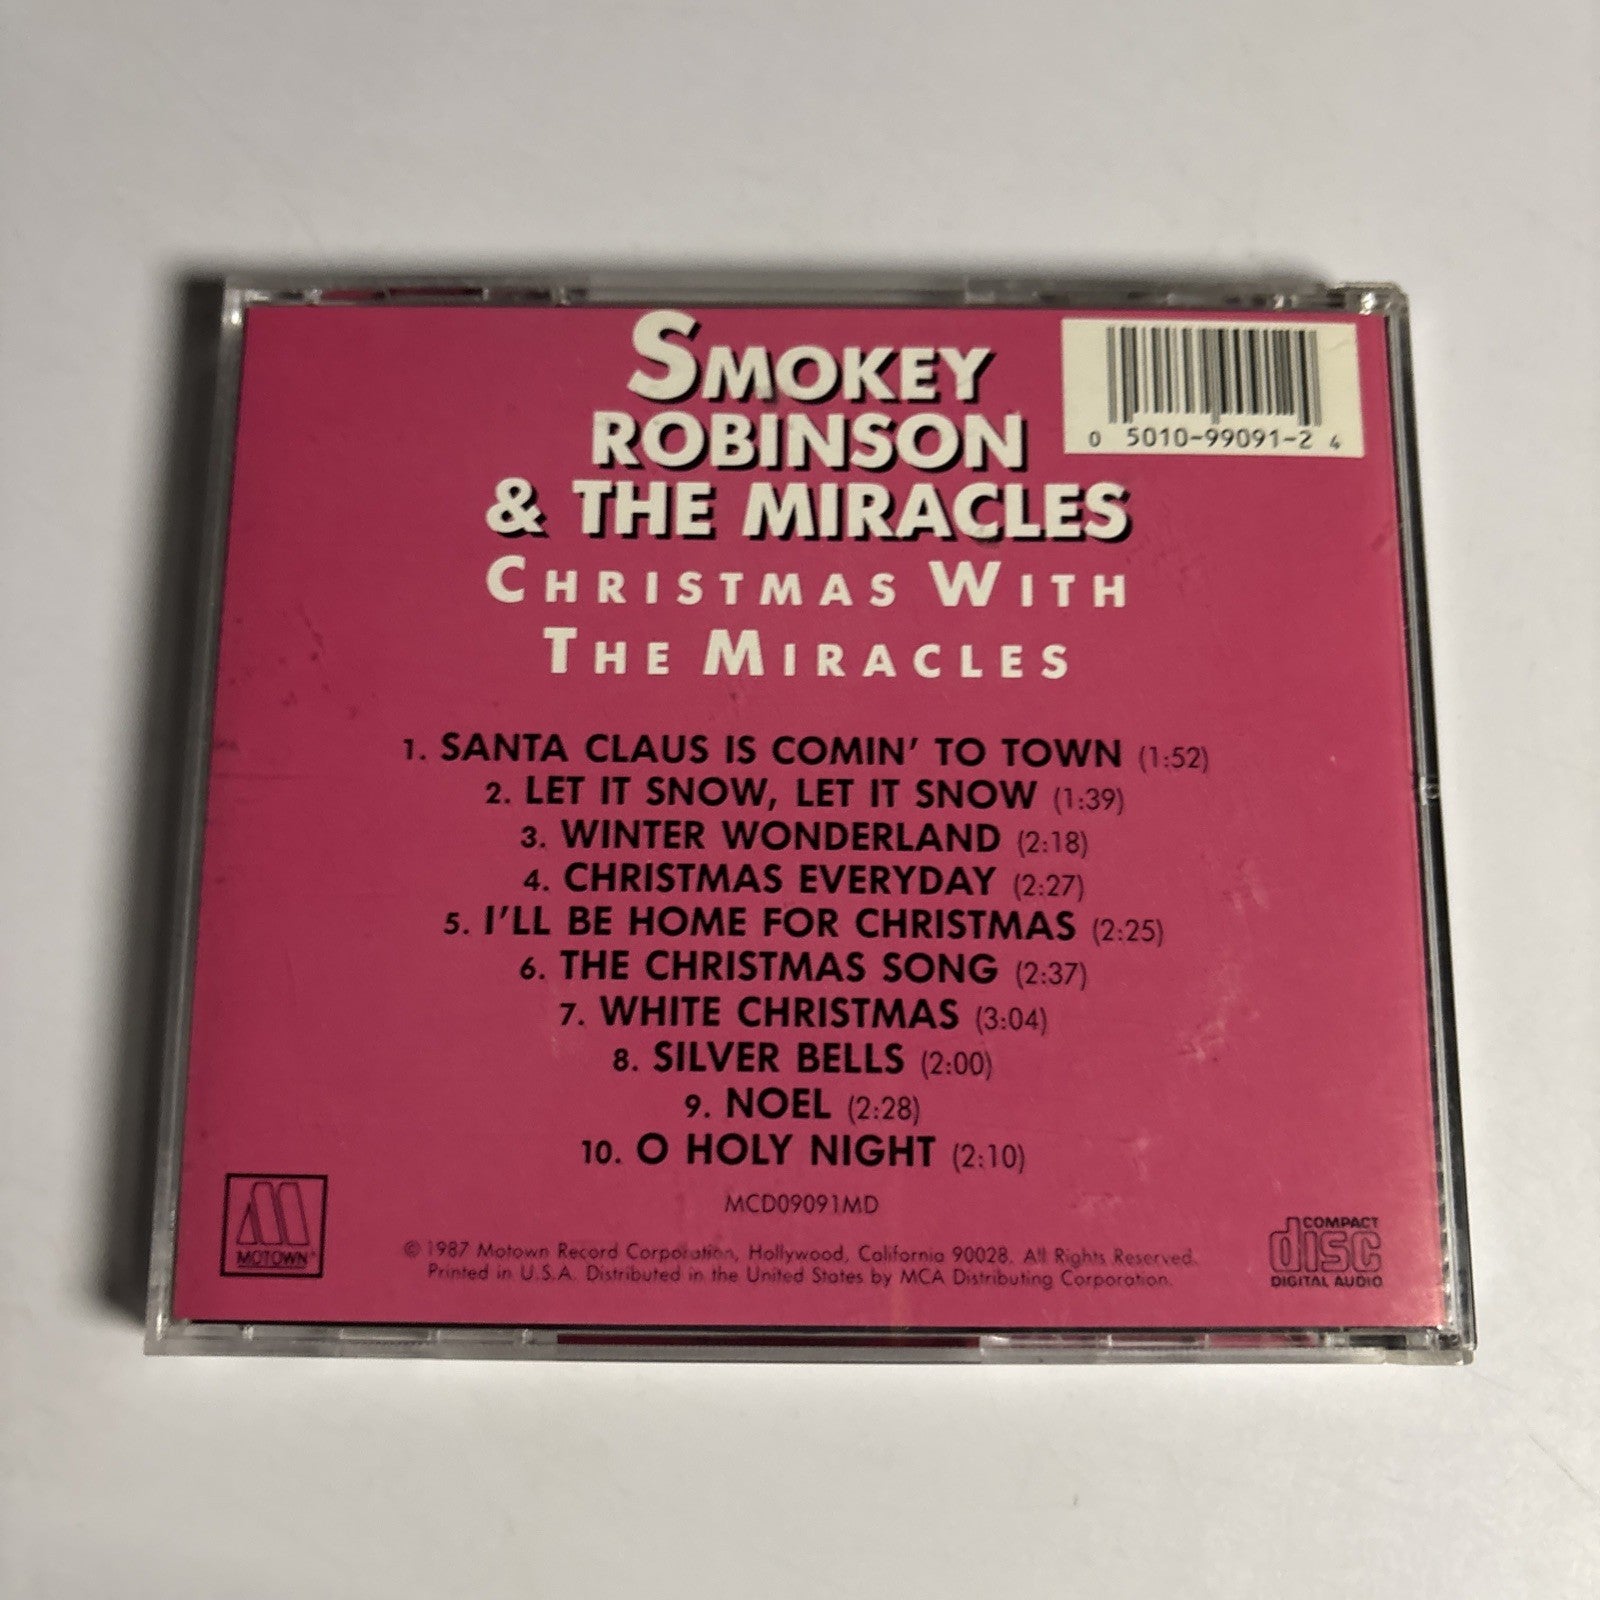 SMOKEY
ROBINSON
& THE MIRACLES
CHRISTMAS WITH
THE MIRACLES
0 5010-99091-2 4
1. SANTA CLAUS IS COMIN' TO TOWN (1:52)
2. LET IT SNOW, LET IT SNOW (1:39)
3. WINTER WONDERLAND (2:18)
4. CHRISTMAS EVERYDAY (2:27)
5. I'LL BE HOME FOR CHRISTMAS (2:25)
6. THE CHRISTMAS SONG (2:37)
7. WHITE CHRISTMAS (3:04)
8. SILVER BELLS (2:00)
9. NOEL (2:28)
10. O HOLY NIGHT (2:10)
MCD09091MD
MOTOWN®
© 1987 Motown Record Corporation, Hollywood, California 90028. All Rights Reserved.
Printed in U.S.A. Distributed in the United States by MCA Distributing Corporation.
COMPACT
disc
DIGITAL AUDIO